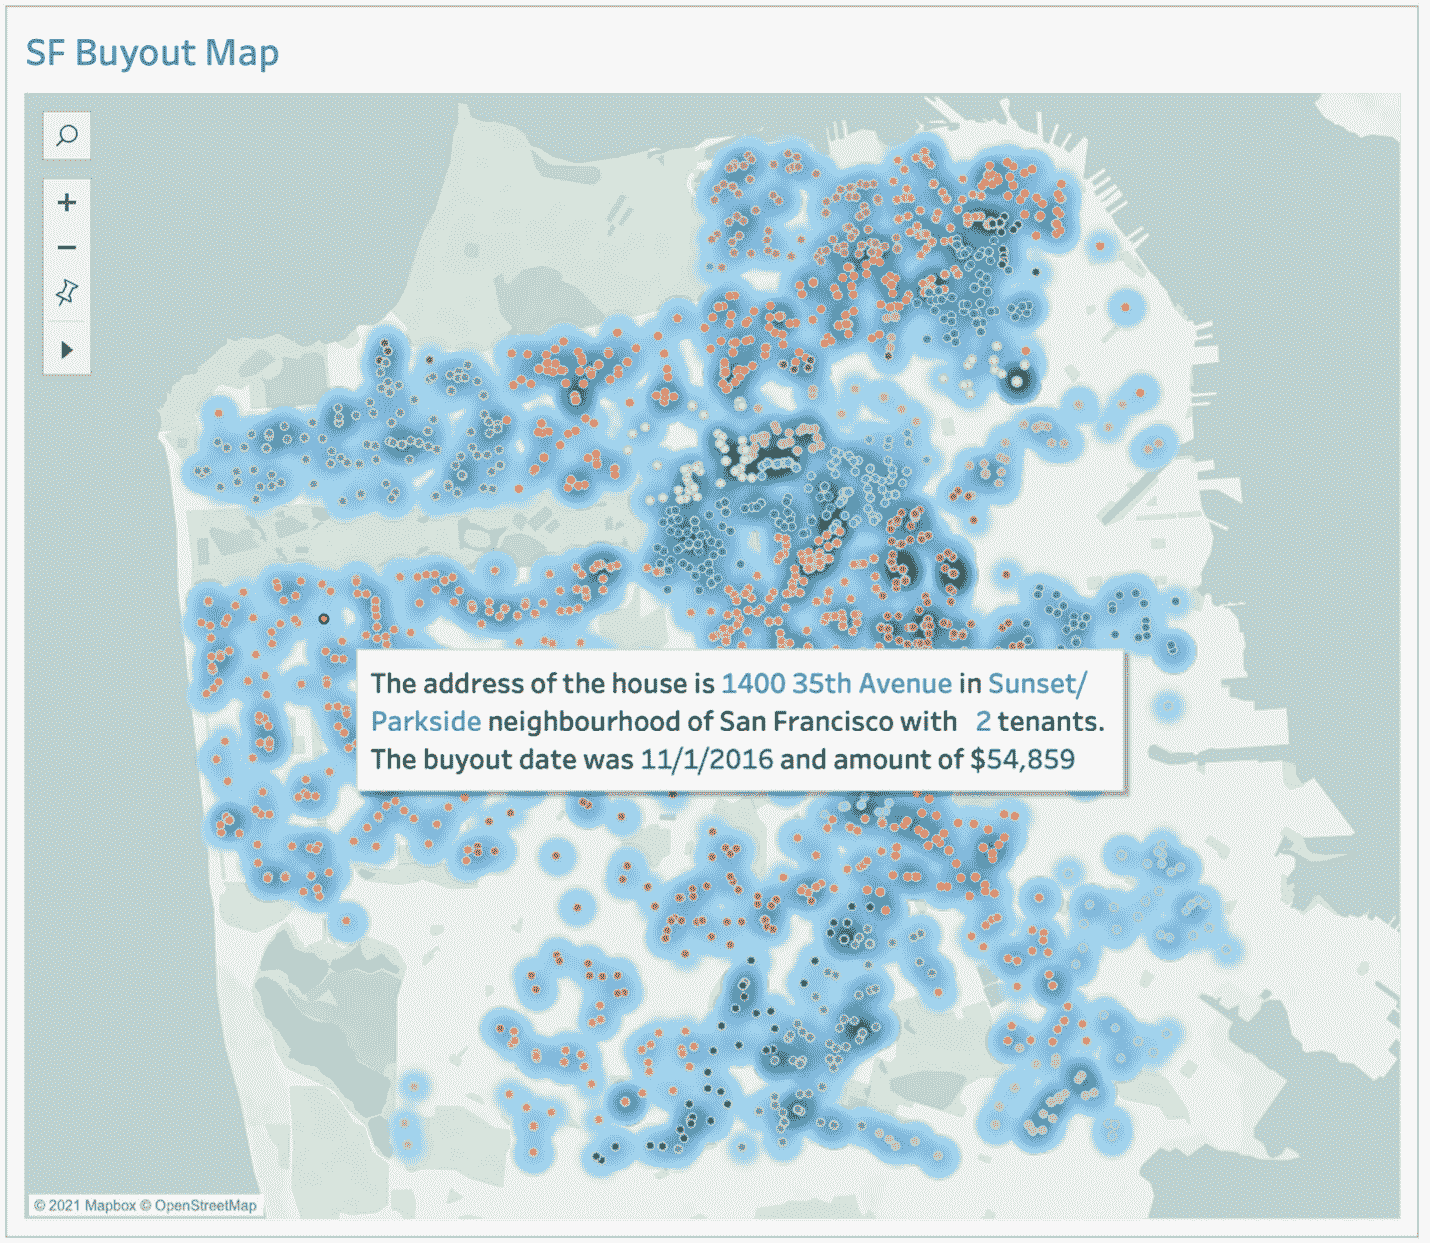 SF Buyout Map
The address of the house is 1400 35th Avenue in Sunset/
Parkside neighbourhood of San Francisco with 2 tenants.
The buyout date was 11/1/2016 and amount of $54,859
© 2021 Mapbox © OpenStreetMap